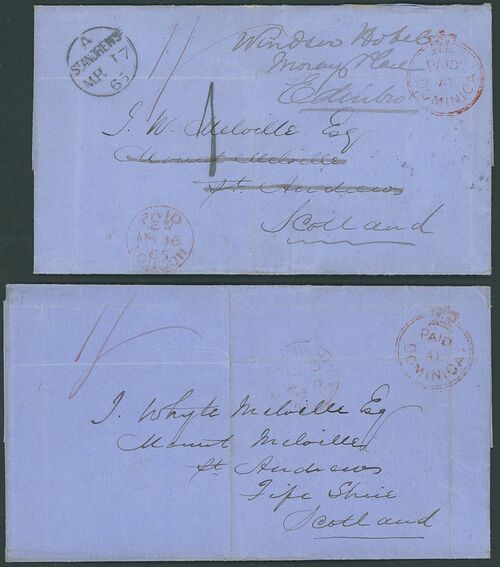 A
ST ANDREWS
MR 17
65
1/
Windsor Hotel
Moray Place
Edinbro
PAID
AT
DOMINICA
1
J. W. Melville Esq
Mount Melville
St Andrews
Scotland
PAID
MR 16
65
LONDON
1/
PAID
AT
DOMINICA
J. Whyte Melville Esq
Mount Melville
St Andrews
Fife Shire
Scotland